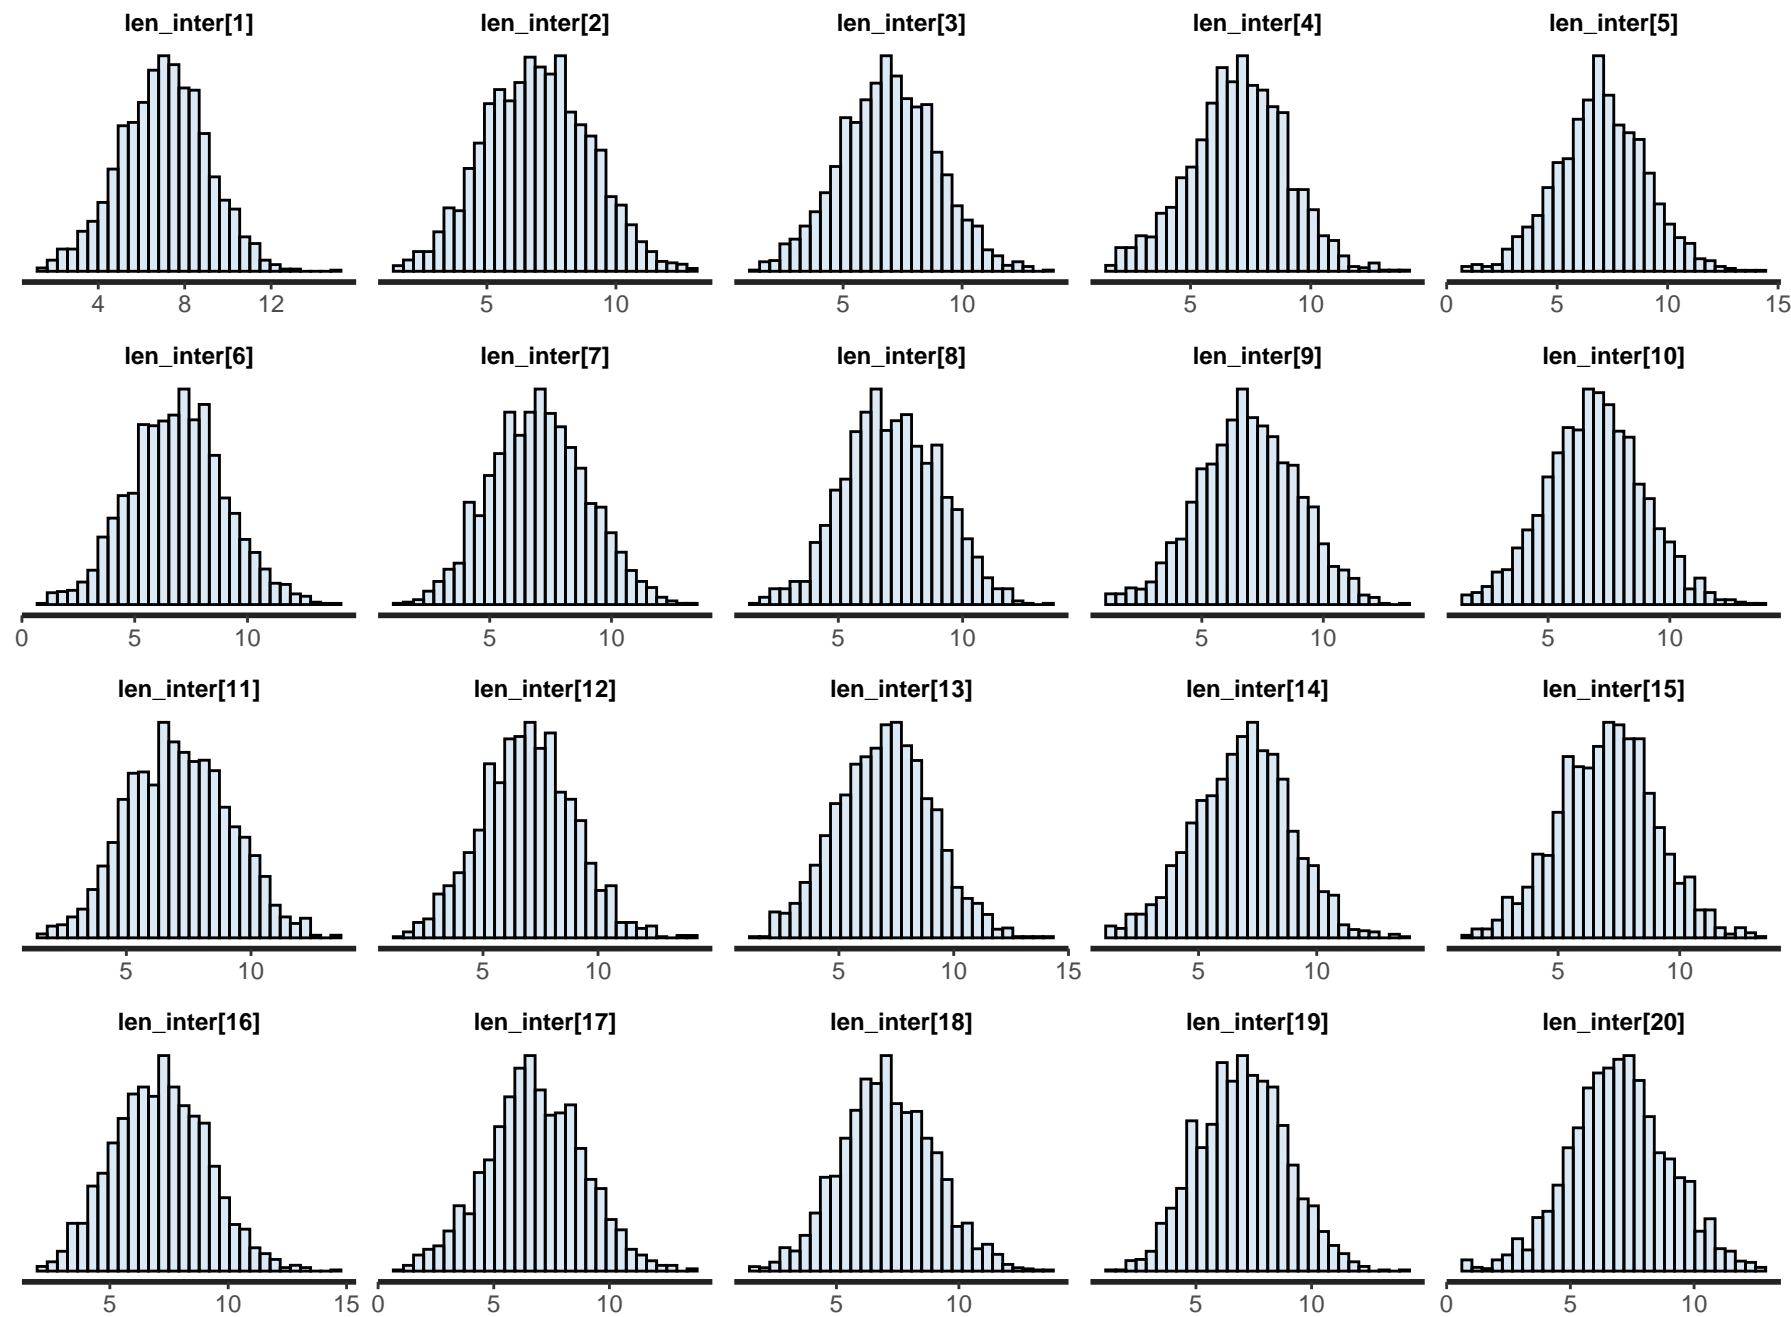 len_inter[1] len_inter[2] len_inter[3] len_inter[4] len_inter[5]
4 8 12 5 10 5 10 5 10 0 5 10 15
len_inter[6] len_inter[7] len_inter[8] len_inter[9] len_inter[10]
0 5 10 5 10 5 10 5 10 5 10
len_inter[11] len_inter[12] len_inter[13] len_inter[14] len_inter[15]
5 10 5 10 5 10 15 5 10 5 10
len_inter[16] len_inter[17] len_inter[18] len_inter[19] len_inter[20]
5 10 15 0 5 10 5 10 5 10 0 5 10